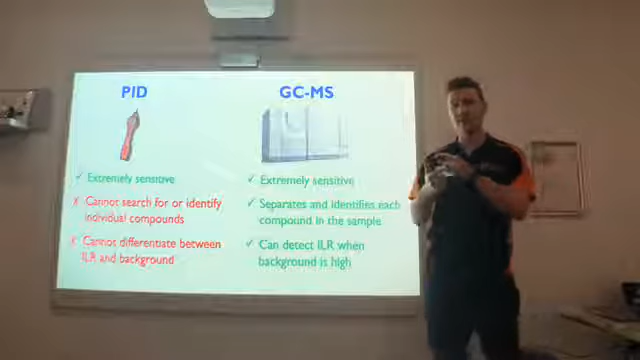 PID
✓ Extremely sensitive
✗ Cannot search for or identify
individual compounds
✗ Cannot differentiate between
ILR and background
GC-MS
✓ Extremely sensitive
✓ Separates and identifies each
compound in the sample
✓ Can detect ILR when
background is high